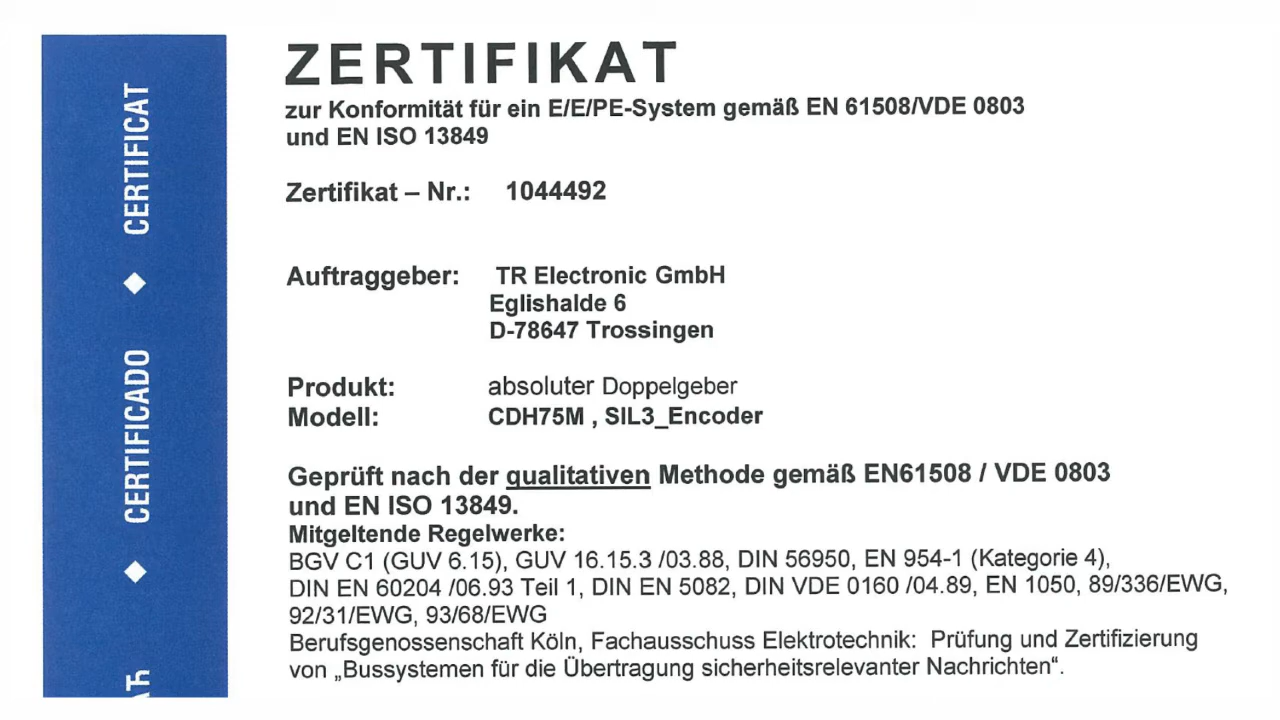 ZERTIFIKAT
zur Konformität für ein E/E/PE-System gemäß EN 61508/VDE 0803
und EN ISO 13849
Zertifikat – Nr.: 1044492
Auftraggeber: TR Electronic GmbH
Eglishalde 6
D-78647 Trossingen
Produkt: absoluter Doppelgeber
Modell: CDH75M , SIL3_Encoder
Geprüft nach der qualitativen Methode gemäß EN61508 / VDE 0803
und EN ISO 13849.
Mitgeltende Regelwerke:
BGV C1 (GUV 6.15), GUV 16.15.3 /03.88, DIN 56950, EN 954-1 (Kategorie 4),
DIN EN 60204 /06.93 Teil 1, DIN EN 5082, DIN VDE 0160 /04.89, EN 1050, 89/336/EWG,
92/31/EWG, 93/68/EWG
Berufsgenossenschaft Köln, Fachausschuss Elektrotechnik: Prüfung und Zertifizierung
von „Bussystemen für die Übertragung sicherheitsrelevanter Nachrichten“.
CERTIFICADO ◆ CERTIFICAT